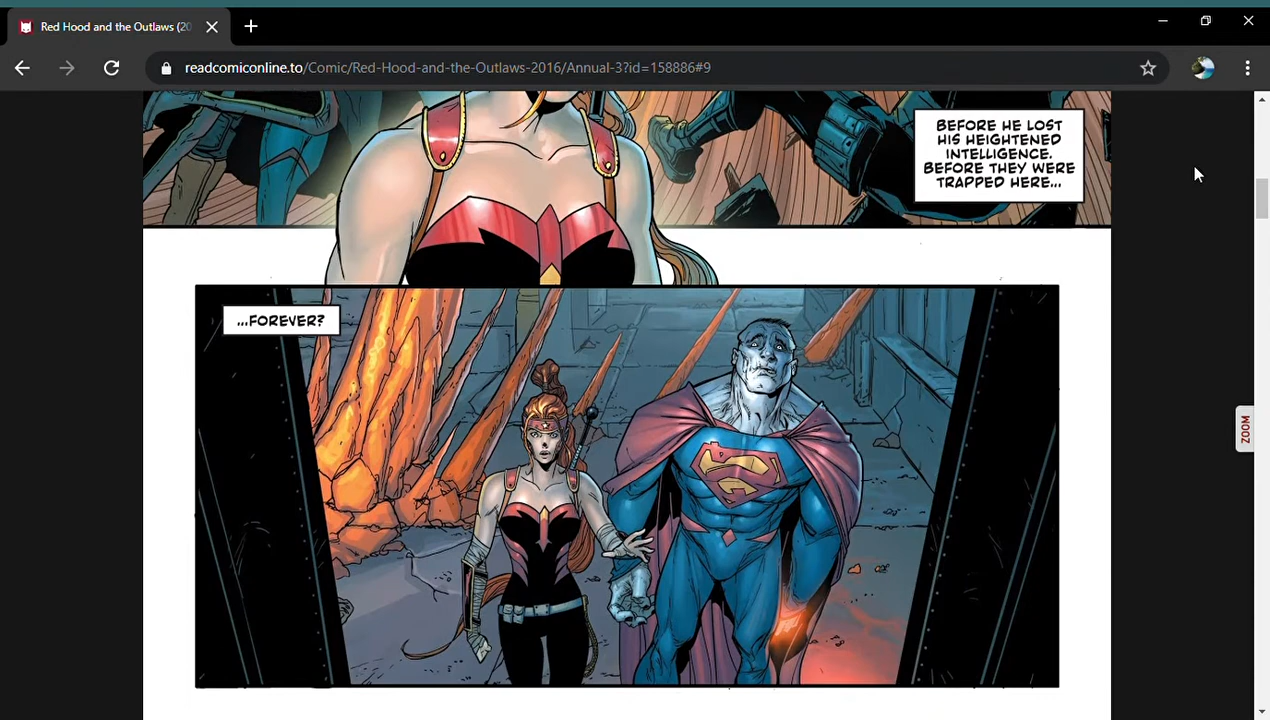 Red Hood and the Outlaws (20
readcomiconline.to/Comic/Red-Hood-and-the-Outlaws-2016/Annual-3?id=158886#9
BEFORE HE LOST
HIS HEIGHTENED
INTELLIGENCE.
BEFORE THEY WERE
TRAPPED HERE...
...FOREVER?
ZOOM